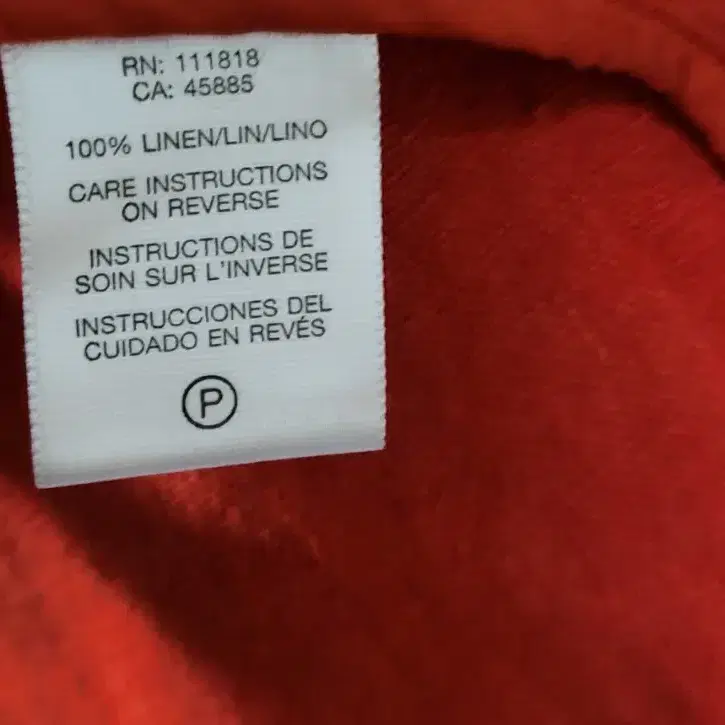 RN: 111818
CA: 45885
100% LINEN/LIN/LINO
CARE INSTRUCTIONS
ON REVERSE
INSTRUCTIONS DE
SOIN SUR L'INVERSE
INSTRUCCIONES DEL
CUIDADO EN REVÉS
P